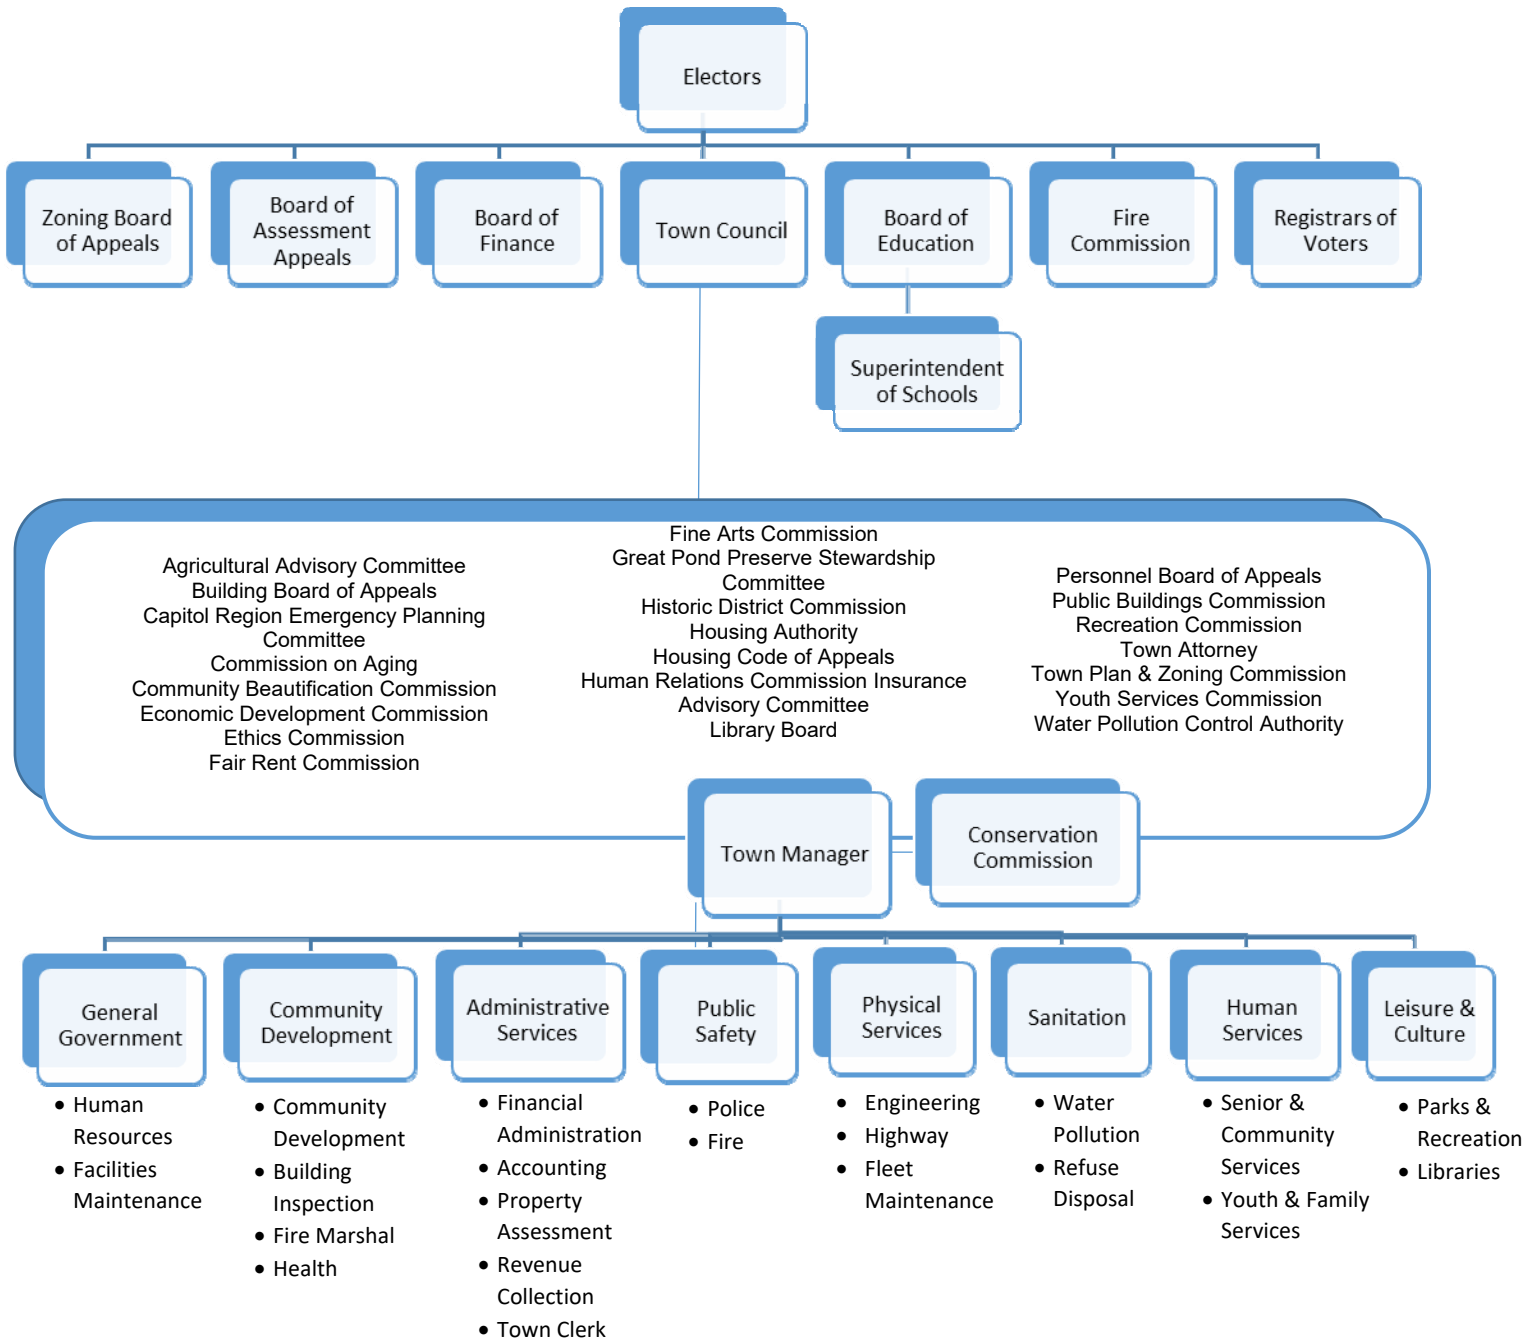 Electors
Zoning Board
of Appeals
Board of
Assessment
Appeals
Board of
Finance
Town Council
Board of
Education
Fire
Commission
Registrars of
Voters
Superintendent
of Schools
Agricultural Advisory Committee
Building Board of Appeals
Capitol Region Emergency Planning
Committee
Commission on Aging
Community Beautification Commission
Economic Development Commission
Ethics Commission
Fair Rent Commission
Fine Arts Commission
Great Pond Preserve Stewardship
Committee
Historic District Commission
Housing Authority
Housing Code of Appeals
Human Relations Commission Insurance
Advisory Committee
Library Board
Personnel Board of Appeals
Public Buildings Commission
Recreation Commission
Town Attorney
Town Plan & Zoning Commission
Youth Services Commission
Water Pollution Control Authority
Town Manager
Conservation
Commission
General
Government
• Human
Resources
• Facilities
Maintenance
Community
Development
• Community
Development
• Building
Inspection
• Fire Marshal
• Health
Administrative
Services
• Financial
Administration
• Accounting
• Property
Assessment
• Revenue
Collection
• Town Clerk
Public
Safety
• Police
• Fire
Physical
Services
• Engineering
• Highway
• Fleet
Maintenance
Sanitation
• Water
Pollution
• Refuse
Disposal
Human
Services
• Senior &
Community
Services
• Youth & Family
Services
Leisure &
Culture
• Parks &
Recreation
• Libraries